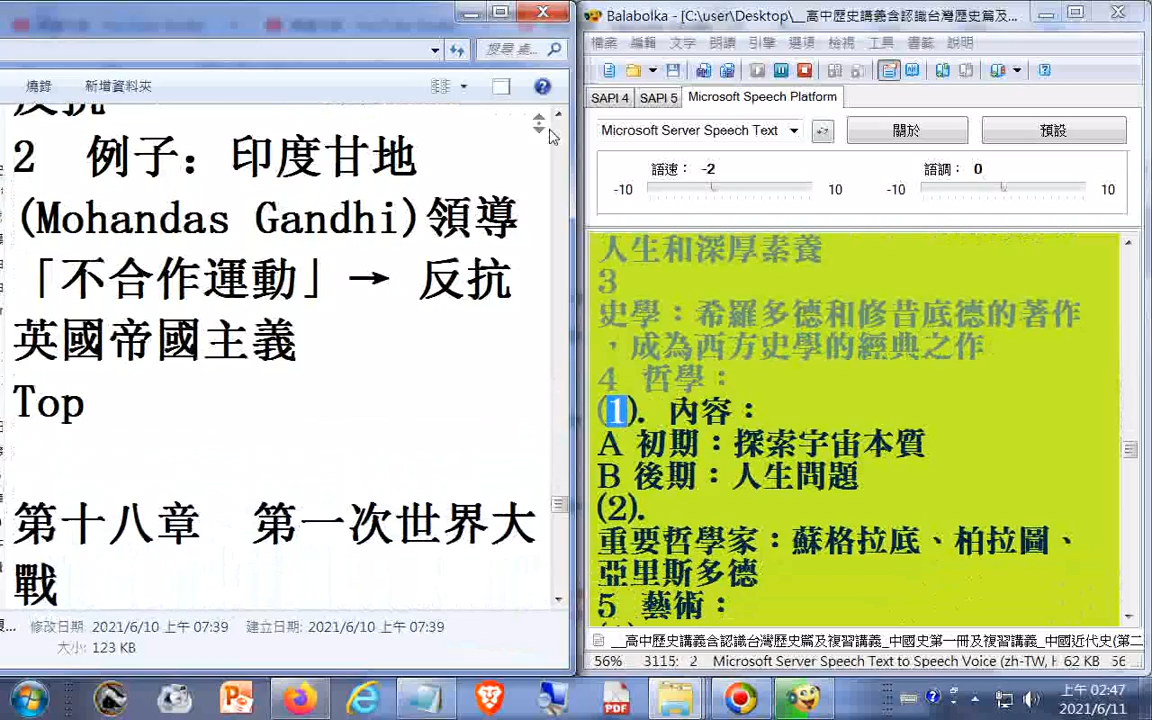 搜尋 桌...
燒錄 新增資料夾
反抗
2 例子：印度甘地
(Mohandas Gandhi)領導
「不合作運動」→ 反抗
英國帝國主義
Top
第十八章 第一次世界大
戰
修改日期: 2021/6/10 上午 07:39 建立日期: 2021/6/10 上午 07:39
大小: 123 KB
Balabolka - [C:\user\Desktop\__高中歷史講義含認識台灣歷史篇及...
檔案 編輯 文字 朗讀 引擎 選項 檢視 工具 書籤 說明
SAPI 4 SAPI 5 Microsoft Speech Platform
Microsoft Server Speech Text 關於 預設
語速： -2 語調： 0
-10 10 -10 10
人生和深厚素養
3
史學：希羅多德和修昔底德的著作
，成為西方史學的經典之作
4 哲學：
(1). 內容：
A 初期：探索宇宙本質
B 後期：人生問題
(2).
重要哲學家：蘇格拉底、柏拉圖、
亞里斯多德
5 藝術：
__高中歷史講義含認識台灣歷史篇及複習講義_中國史第一冊及複習講義_中國近代史(第二
56% 3115: 2 Microsoft Server Speech Text to Speech Voice (zh-TW, H 62 KB 56
PDF
上午 02:47
2021/6/11